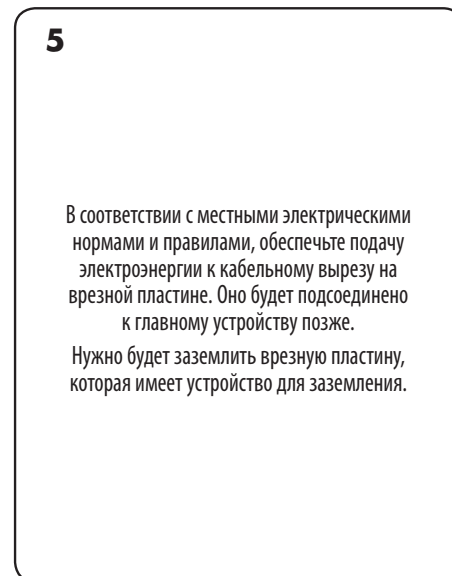 5
В соответствии с местными электрическими
нормами и правилами, обеспечьте подачу
электроэнергии к кабельному вырезу на
врезной пластине. Оно будет подсоединено
к главному устройству позже.
Нужно будет заземлить врезную пластину,
которая имеет устройство для заземления.